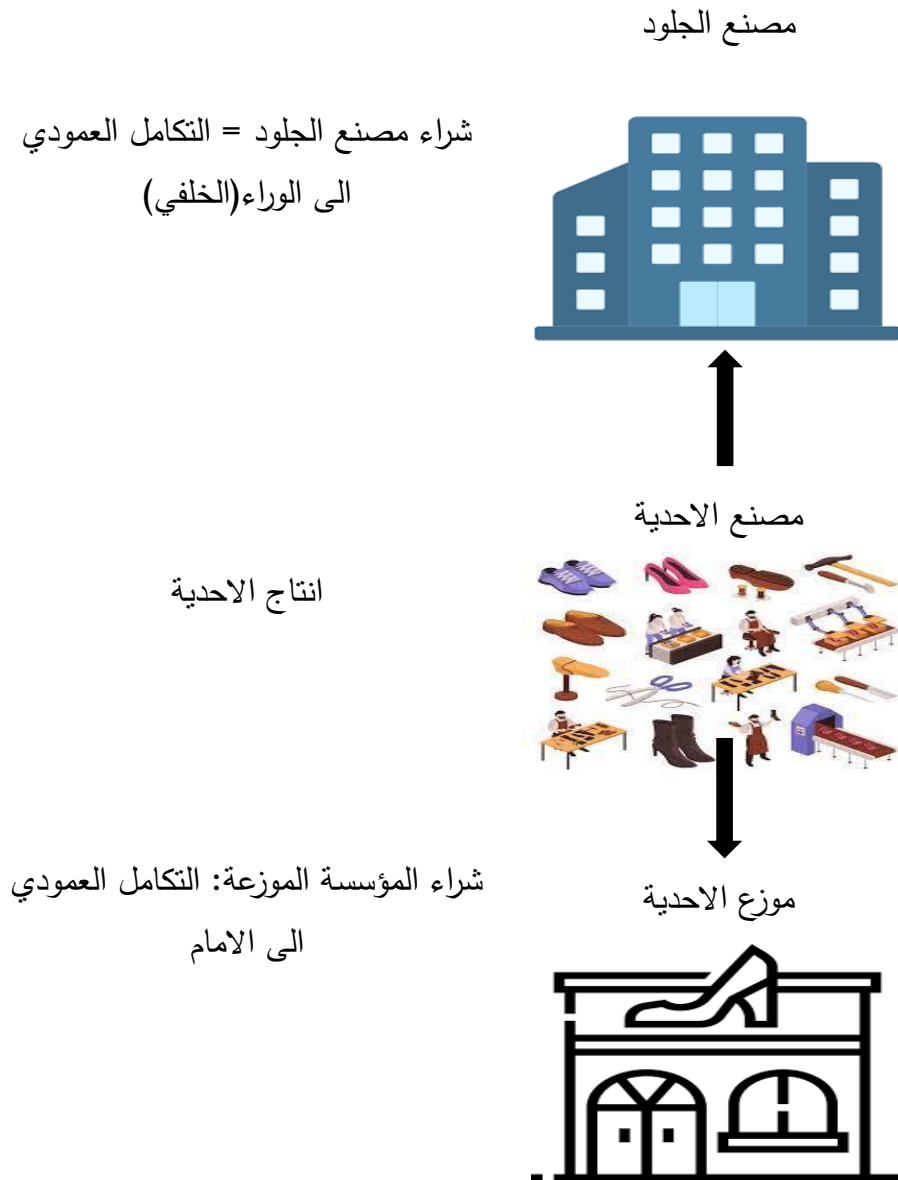 مصنع الجلود
شراء مصنع الجلود = التكامل العمودي
الى الوراء(الخلفي)
مصنع الاحدية
انتاج الاحدية
شراء المؤسسة الموزعة: التكامل العمودي
الى الامام
موزع الاحدية